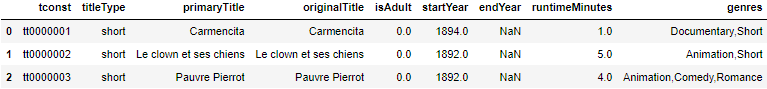 tconst titleType primaryTitle originalTitle isAdult startYear endYear runtimeMinutes genres
0 tt0000001 short Carmencita Carmencita 0.0 1894.0 NaN 1.0 Documentary,Short
1 tt0000002 short Le clown et ses chiens Le clown et ses chiens 0.0 1892.0 NaN 5.0 Animation,Short
2 tt0000003 short Pauvre Pierrot Pauvre Pierrot 0.0 1892.0 NaN 4.0 Animation,Comedy,Romance